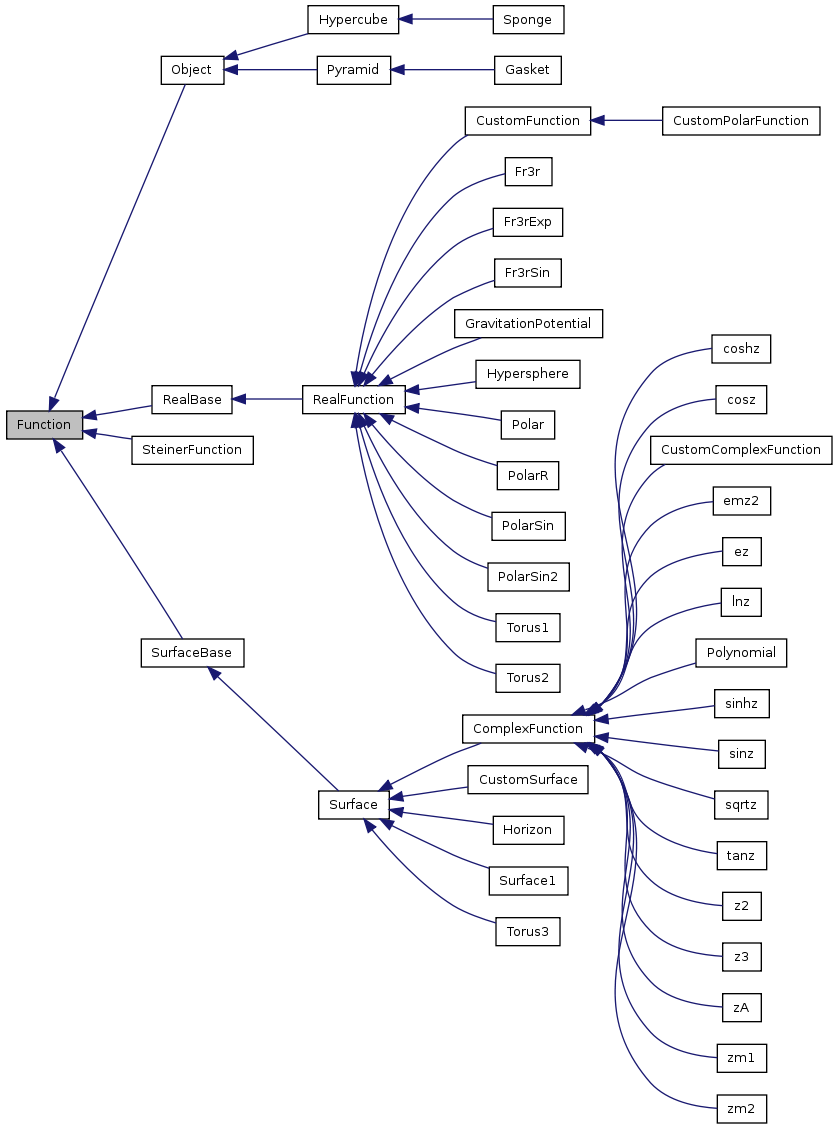 Hypercube
Sponge
Object
Pyramid
Gasket
CustomFunction
CustomPolarFunction
Fr3r
Fr3rExp
Fr3rSin
GravitationPotential
coshz
Hypersphere
RealBase
RealFunction
cosz
Function
Polar
SteinerFunction
CustomComplexFunction
PolarR
emz2
PolarSin
ez
PolarSin2
lnz
Torus1
SurfaceBase
Polynomial
Torus2
sinhz
ComplexFunction
sinz
CustomSurface
Surface
sqrtz
Horizon
tanz
Surface1
z2
Torus3
z3
zA
zm1
zm2